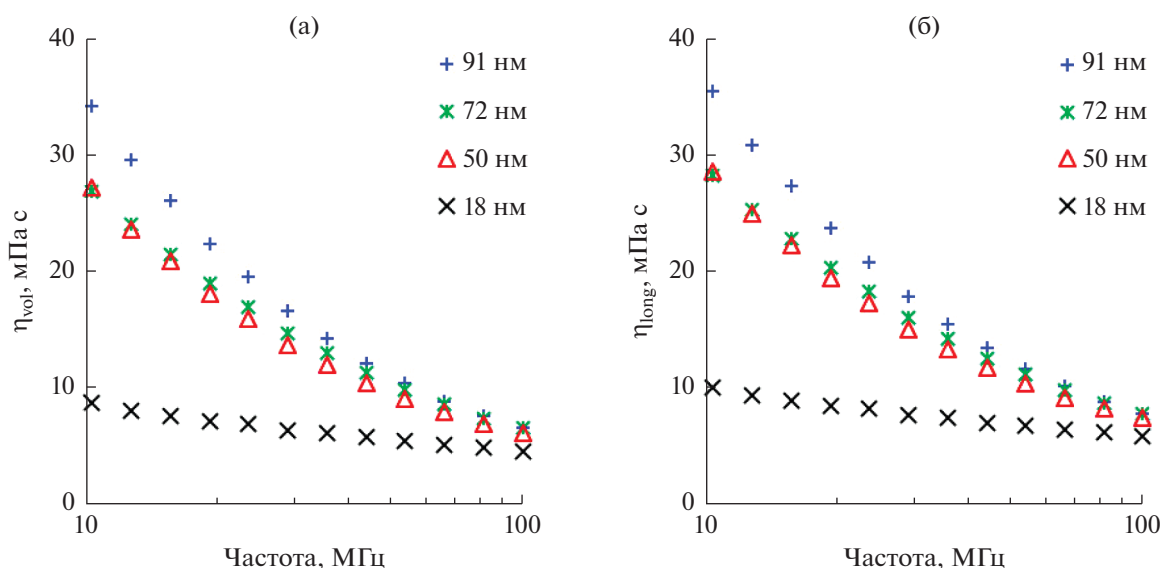 (а)
40
30
20
10
0
10
100
ηvol, мПа с
Частота, МГц
91 нм
72 нм
50 нм
18 нм
(б)
40
30
20
10
0
10
100
ηlong, мПа с
Частота, МГц
91 нм
72 нм
50 нм
18 нм